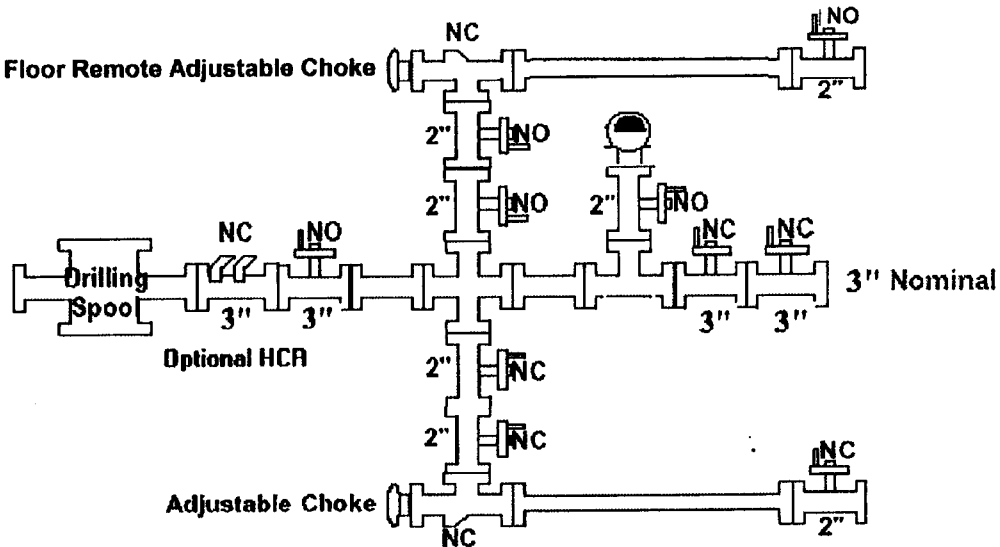 NC
NO
Floor Remote Adjustable Choke
2"
2"
NO
2"
NO
2"
NO
NC
NO
NC
NC
Drilling
Spool
3" Nominal
3"
3"
3"
3"
Optional HCR
2"
NC
2"
NC
NC
Adjustable Choke
NC
2"